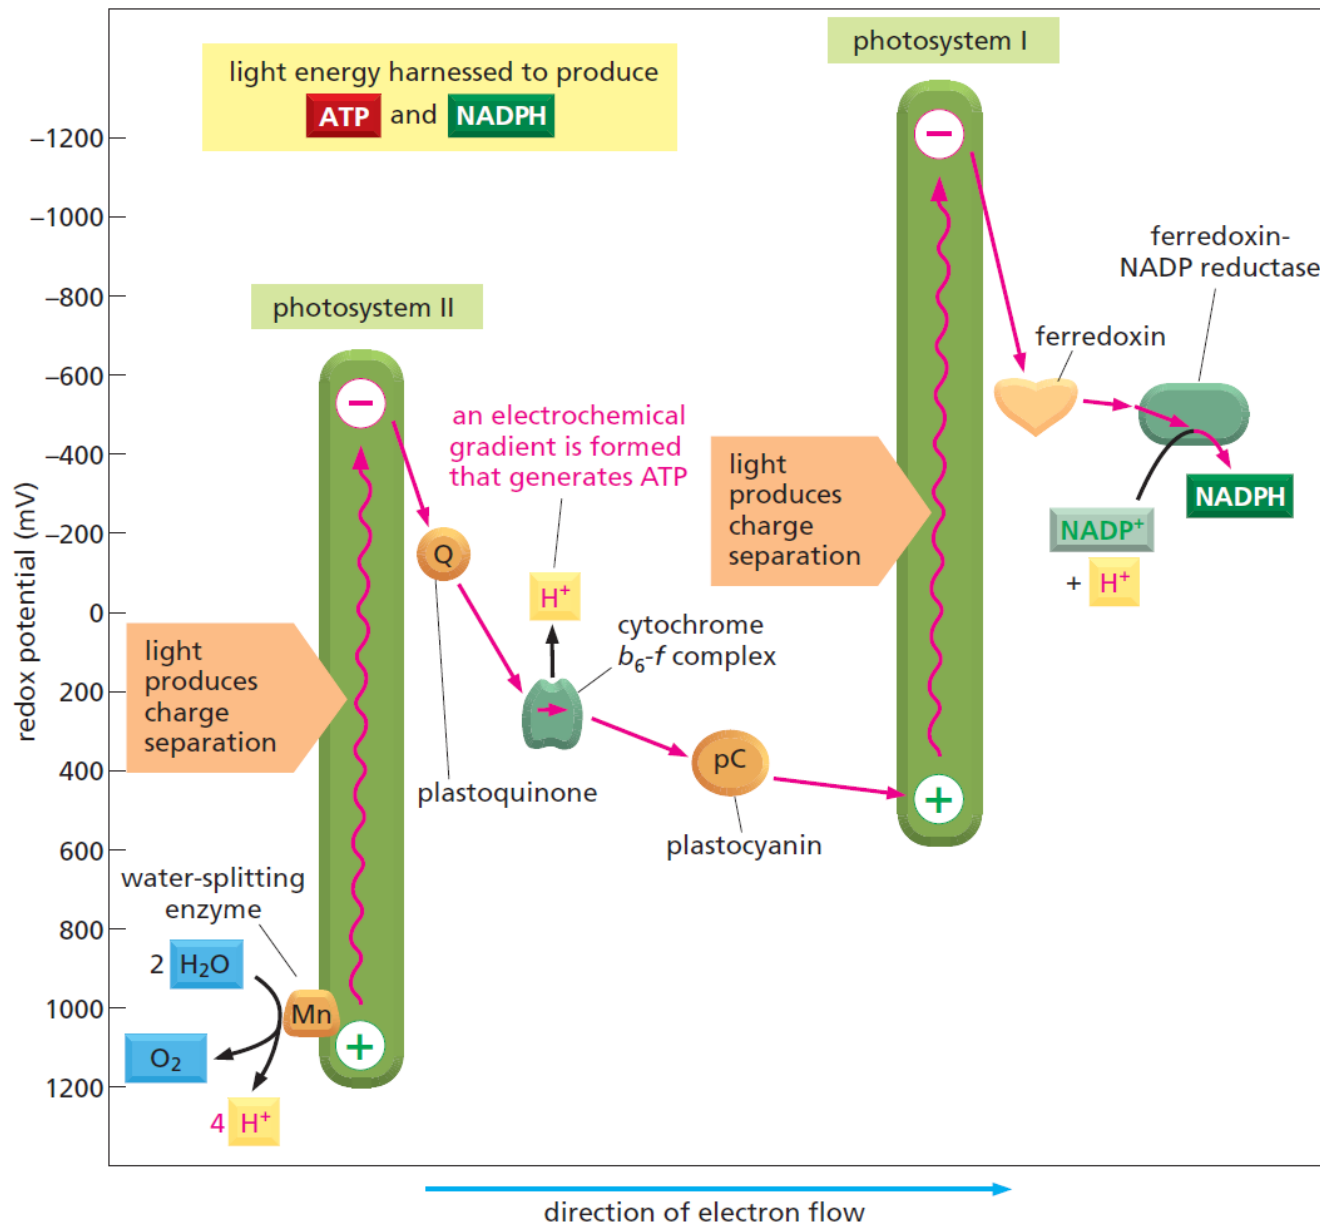 photosystem I
light energy harnessed to produce
ATP and NADPH
redox potential (mV)
–1200
–1000
–800
–600
–400
–200
0
200
400
600
800
1000
1200
photosystem II
–
Q
plastoquinone
an electrochemical
gradient is formed
that generates ATP
H⁺
cytochrome
b₆-f complex
pC
plastocyanin
light
produces
charge
separation
water-splitting
enzyme
2 H₂O
Mn
+
O₂
4 H⁺
light
produces
charge
separation
–
+
ferredoxin
ferredoxin-
NADP reductase
NADPH
NADP⁺
+ H⁺
direction of electron flow